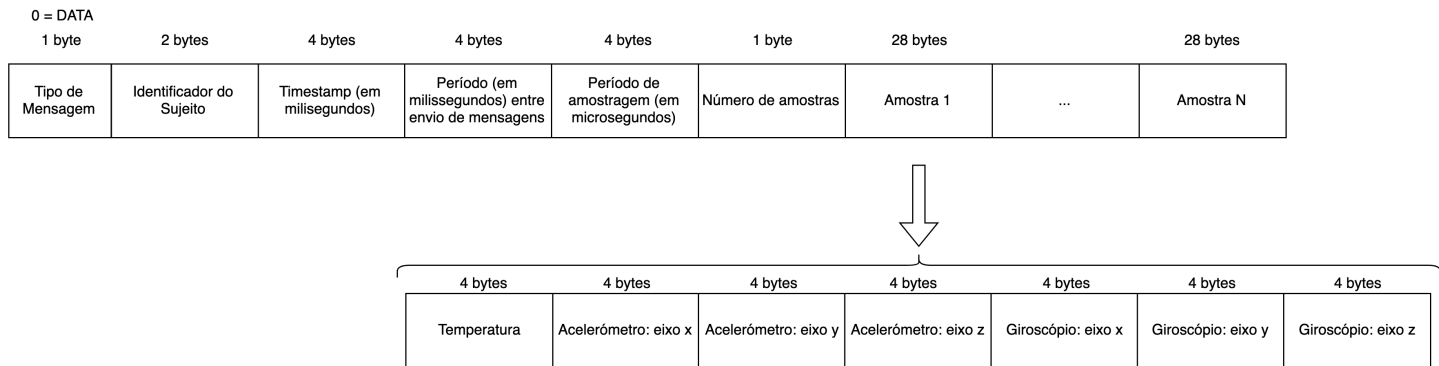 0 = DATA
1 byte
2 bytes
4 bytes
4 bytes
4 bytes
1 byte
28 bytes
28 bytes
Tipo de
Mensagem
Identificador do
Sujeito
Timestamp (em
milisegundos)
Período (em
milissegundos) entre
envio de mensagens
Período de
amostragem (em
microsegundos)
Número de amostras
Amostra 1
...
Amostra N
4 bytes
4 bytes
4 bytes
4 bytes
4 bytes
4 bytes
4 bytes
Temperatura
Acelerómetro: eixo x
Acelerómetro: eixo y
Acelerómetro: eixo z
Giroscópio: eixo x
Giroscópio: eixo y
Giroscópio: eixo z